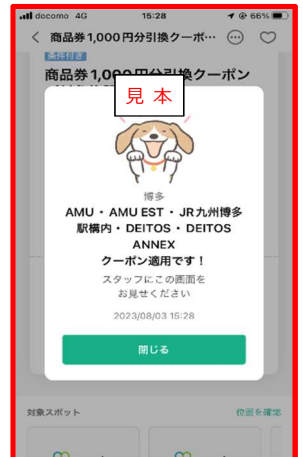 docomo 4G 15:28 66%
商品券1,000円分引換クーポ…
条件付き
商品券1,000円分引換クーポン
見本
博多
AMU・AMU EST・JR九州博多
駅構内・DEITOS・DEITOS
ANNEX
クーポン適用です！
スタッフにこの画面を
お見せください
2023/08/03 15:28
閉じる
対象スポット 位置を確認